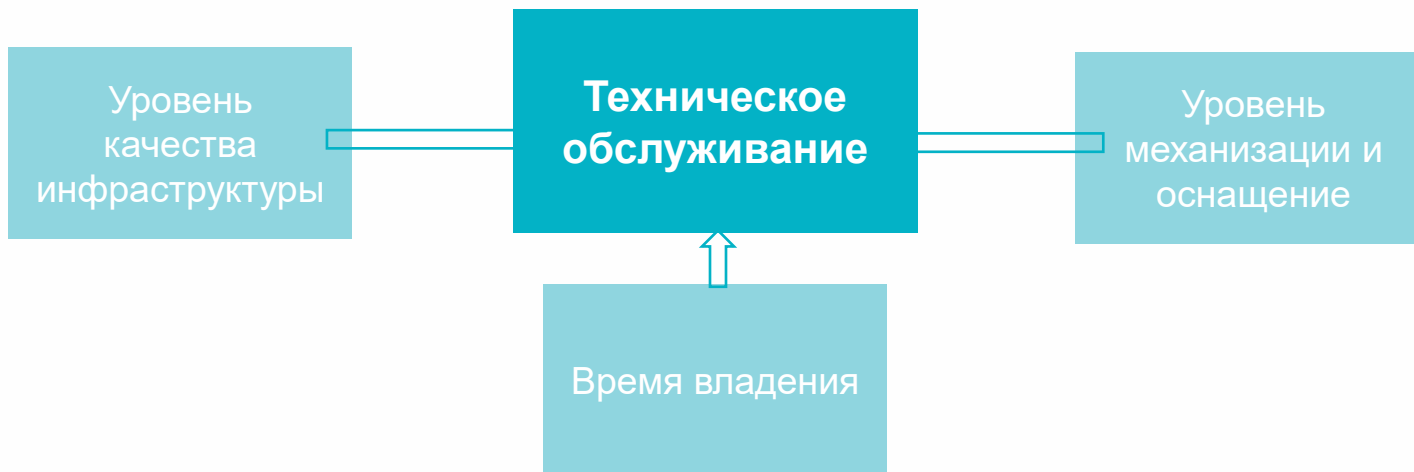 Уровень
качества
инфраструктуры
Техническое
обслуживание
Уровень
механизации и
оснащение
Время владения